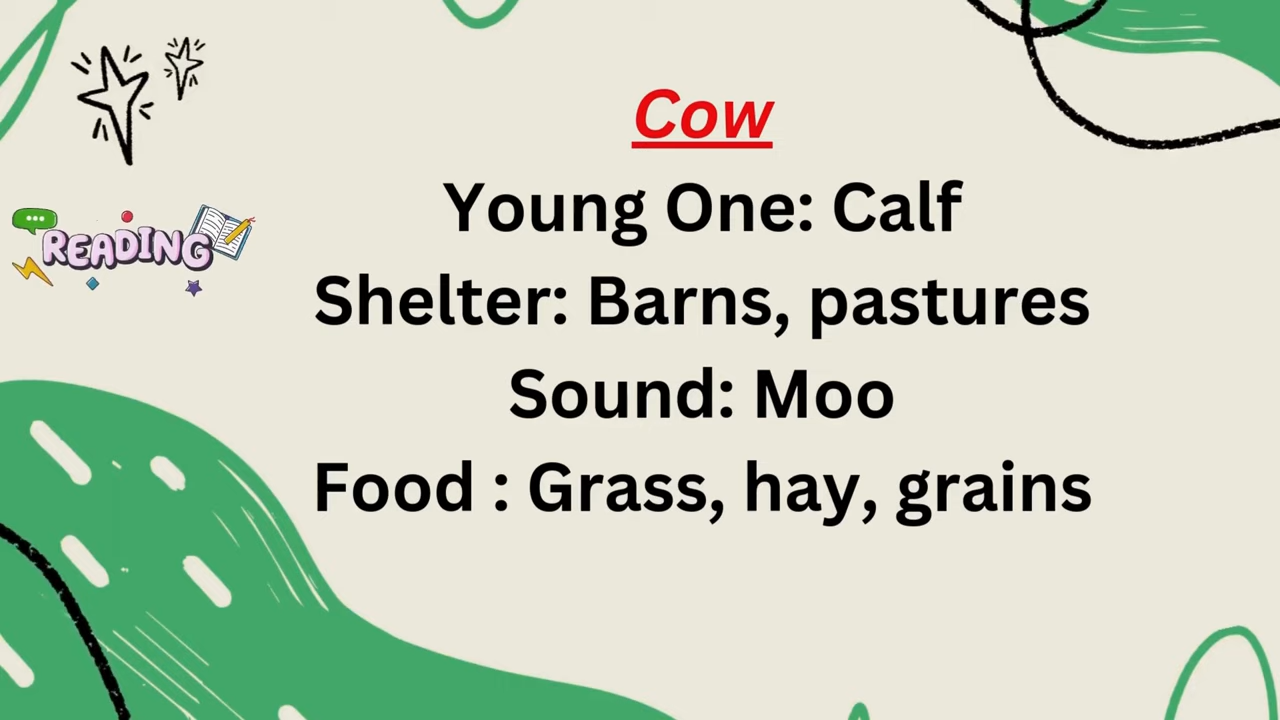 Cow
Young One: Calf
READING
Shelter: Barns, pastures
Sound: Moo
Food : Grass, hay, grains